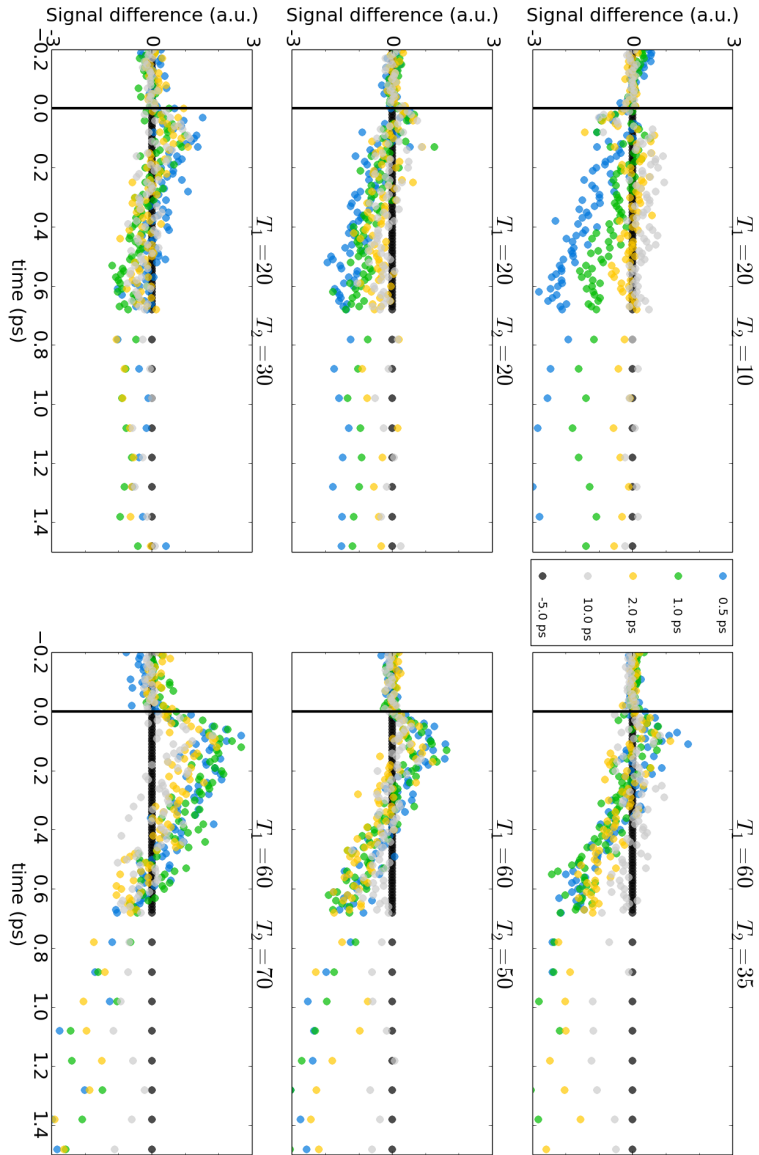 T₁=20 T₂=10
T₁=60 T₂=35
Signal difference (a.u.)
3
0
−3
0.5 ps
1.0 ps
2.0 ps
10.0 ps
-5.0 ps
T₁=20 T₂=20
T₁=60 T₂=50
Signal difference (a.u.)
3
0
−3
T₁=20 T₂=30
T₁=60 T₂=70
Signal difference (a.u.)
3
0
−3
−0.2 0.0 0.2 0.4 0.6 0.8 1.0 1.2 1.4
−0.2 0.0 0.2 0.4 0.6 0.8 1.0 1.2 1.4
time (ps)
time (ps)